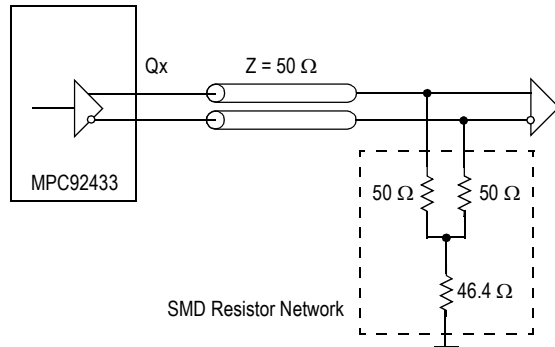 Qx
Z = 50 Ω
MPC92433
50 Ω
50 Ω
46.4 Ω
SMD Resistor Network